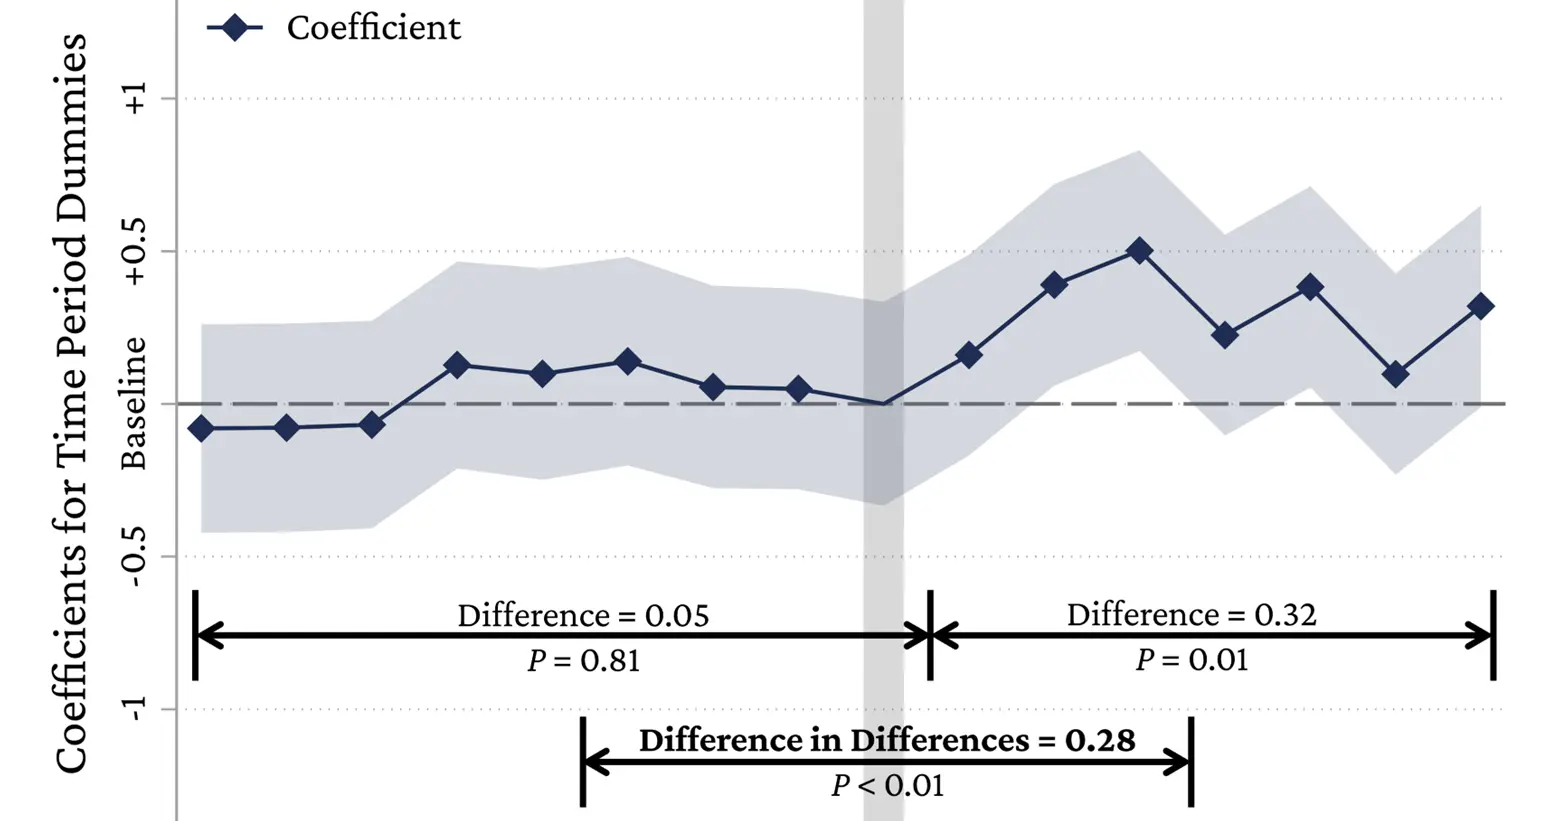 Coefficient
Coefficients for Time Period Dummies
+1
+0.5
Baseline
-0.5
-1
Difference = 0.05
P = 0.81
Difference = 0.32
P = 0.01
Difference in Differences = 0.28
P < 0.01